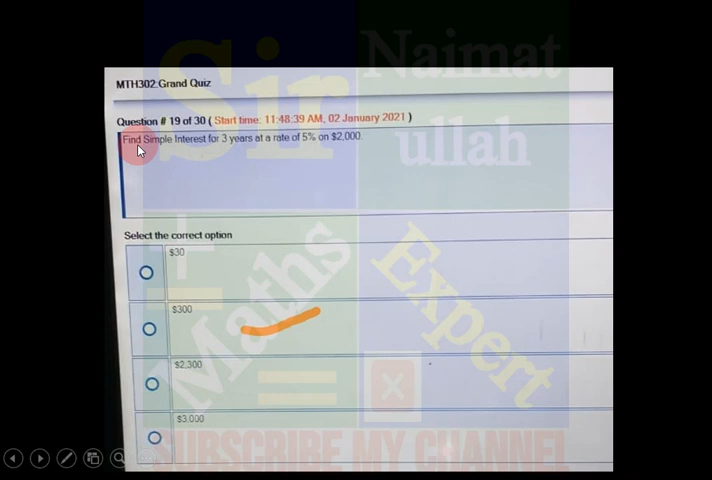 Sir
Naimat
ullah
MTH302:Grand Quiz
Question # 19 of 30 ( Start time: 11:48:39 AM, 02 January 2021 )
Find Simple Interest for 3 years at a rate of 5% on $2,000.
Select the correct option
$30
$300
$2,300
$3,000
Maths
Expert
SUBSCRIBE MY CHANNEL